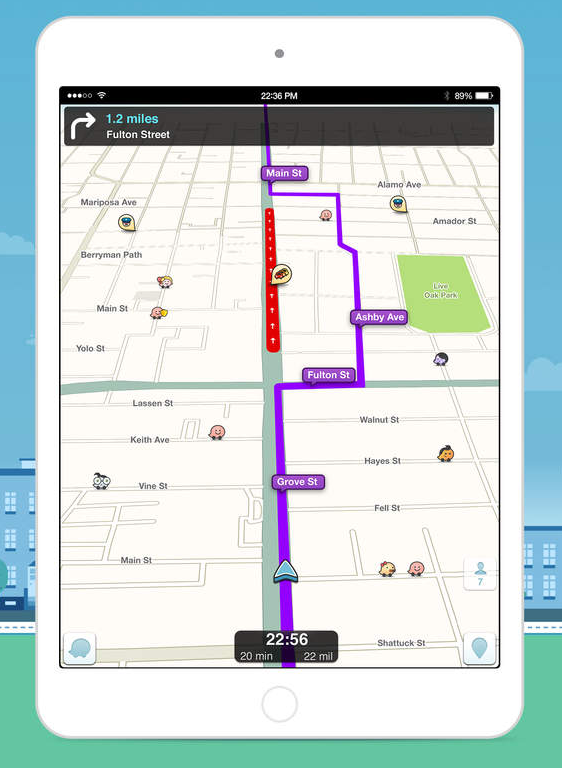 22:36 PM
89%
1.2 miles
Fulton Street
Main St
Alamo Ave
Mariposa Ave
Amador St
Berryman Path
Live
Oak Park
Main St
Ashby Ave
Yolo St
Fulton St
Lassen St
Walnut St
Keith Ave
Hayes St
Grove St
Vine St
Fell St
Main St
7
22:56
20 min 22 mil
Shattuck St